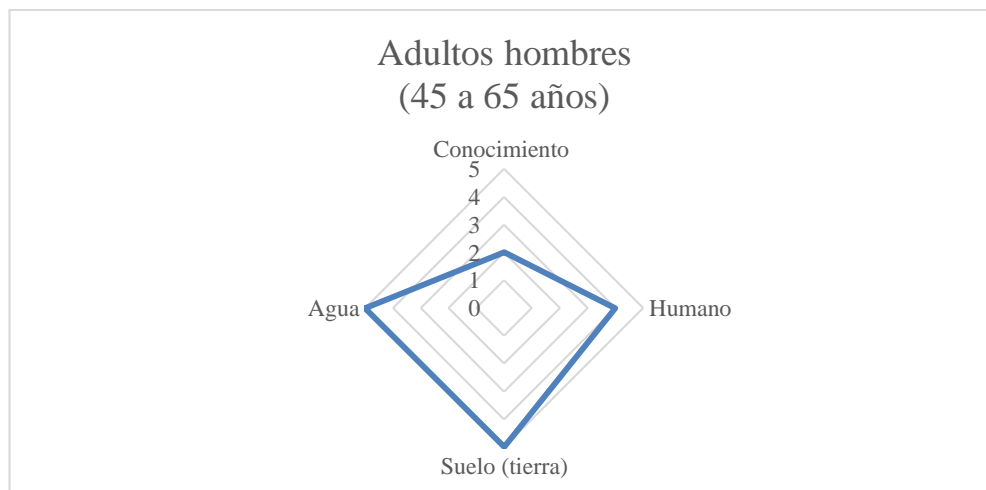 Adultos hombres
(45 a 65 años)
Conocimiento
5
4
3
2
1
0
Agua
Humano
Suelo (tierra)